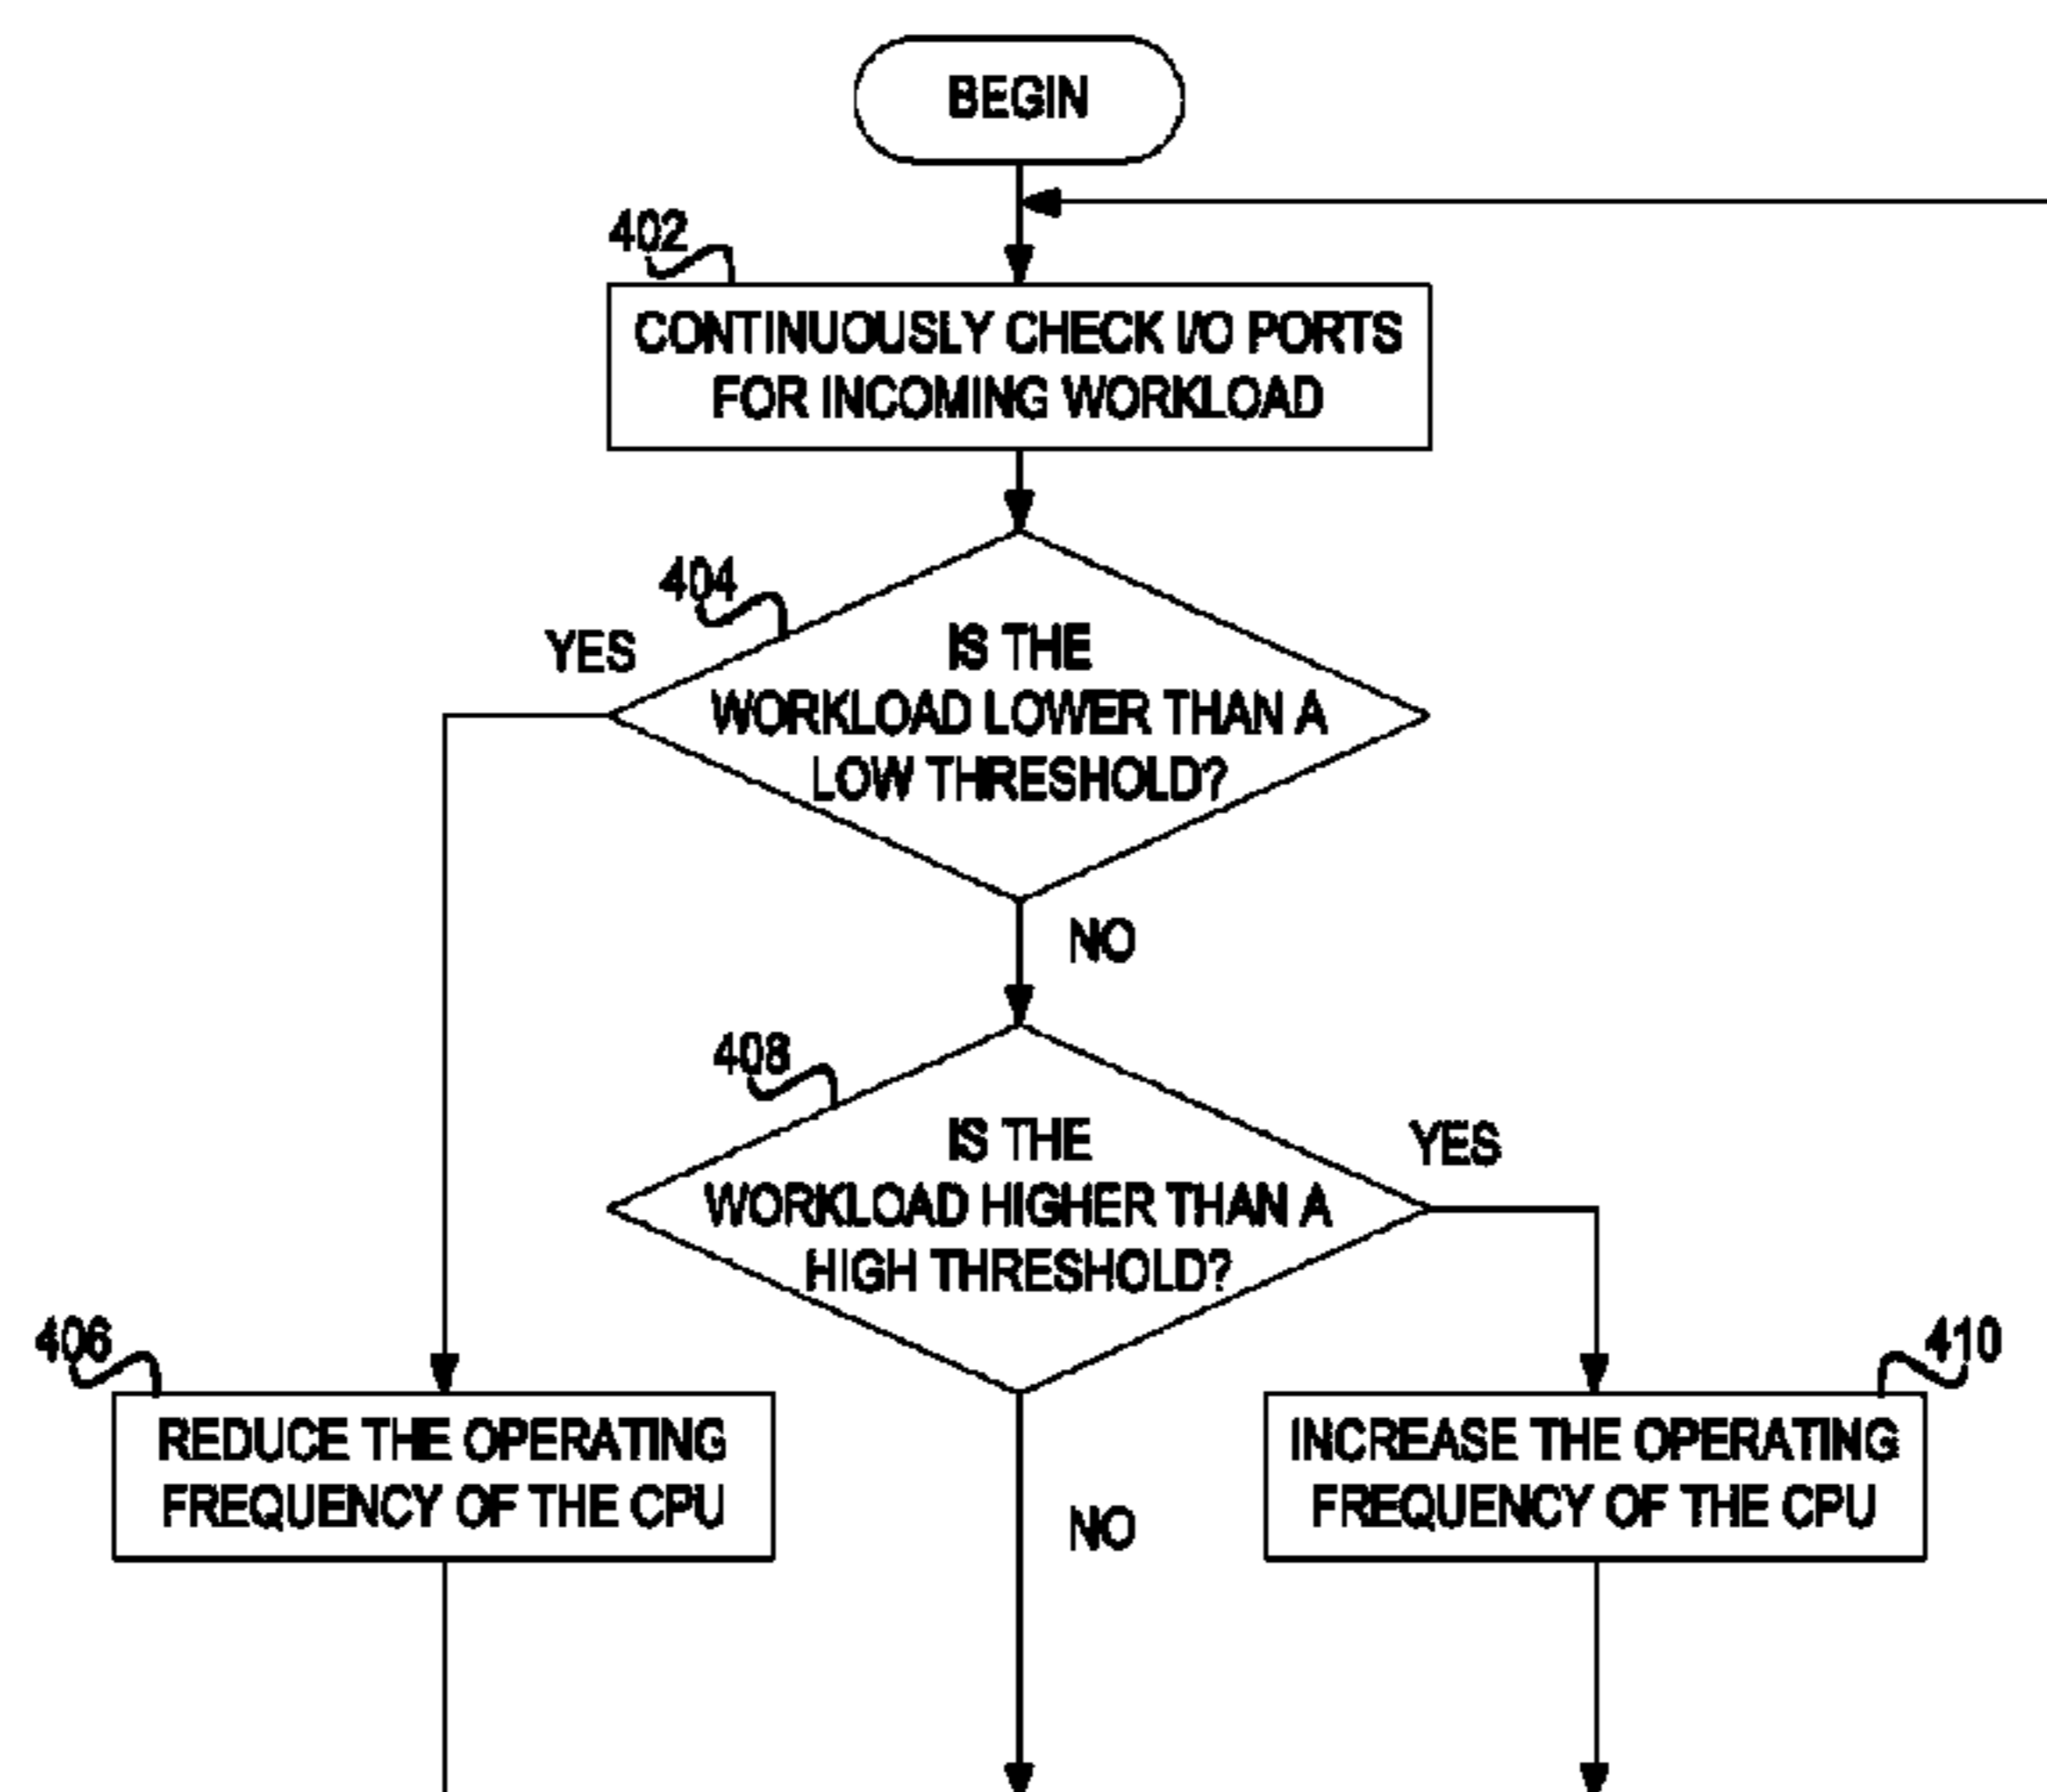 BEGIN
402
CONTINUOUSLY CHECK I/O PORTS
FOR INCOMING WORKLOAD
404
YES
IS THE
WORKLOAD LOWER THAN A
LOW THRESHOLD?
NO
408
IS THE
WORKLOAD HIGHER THAN A
HIGH THRESHOLD?
YES
406
REDUCE THE OPERATING
FREQUENCY OF THE CPU
NO
410
INCREASE THE OPERATING
FREQUENCY OF THE CPU